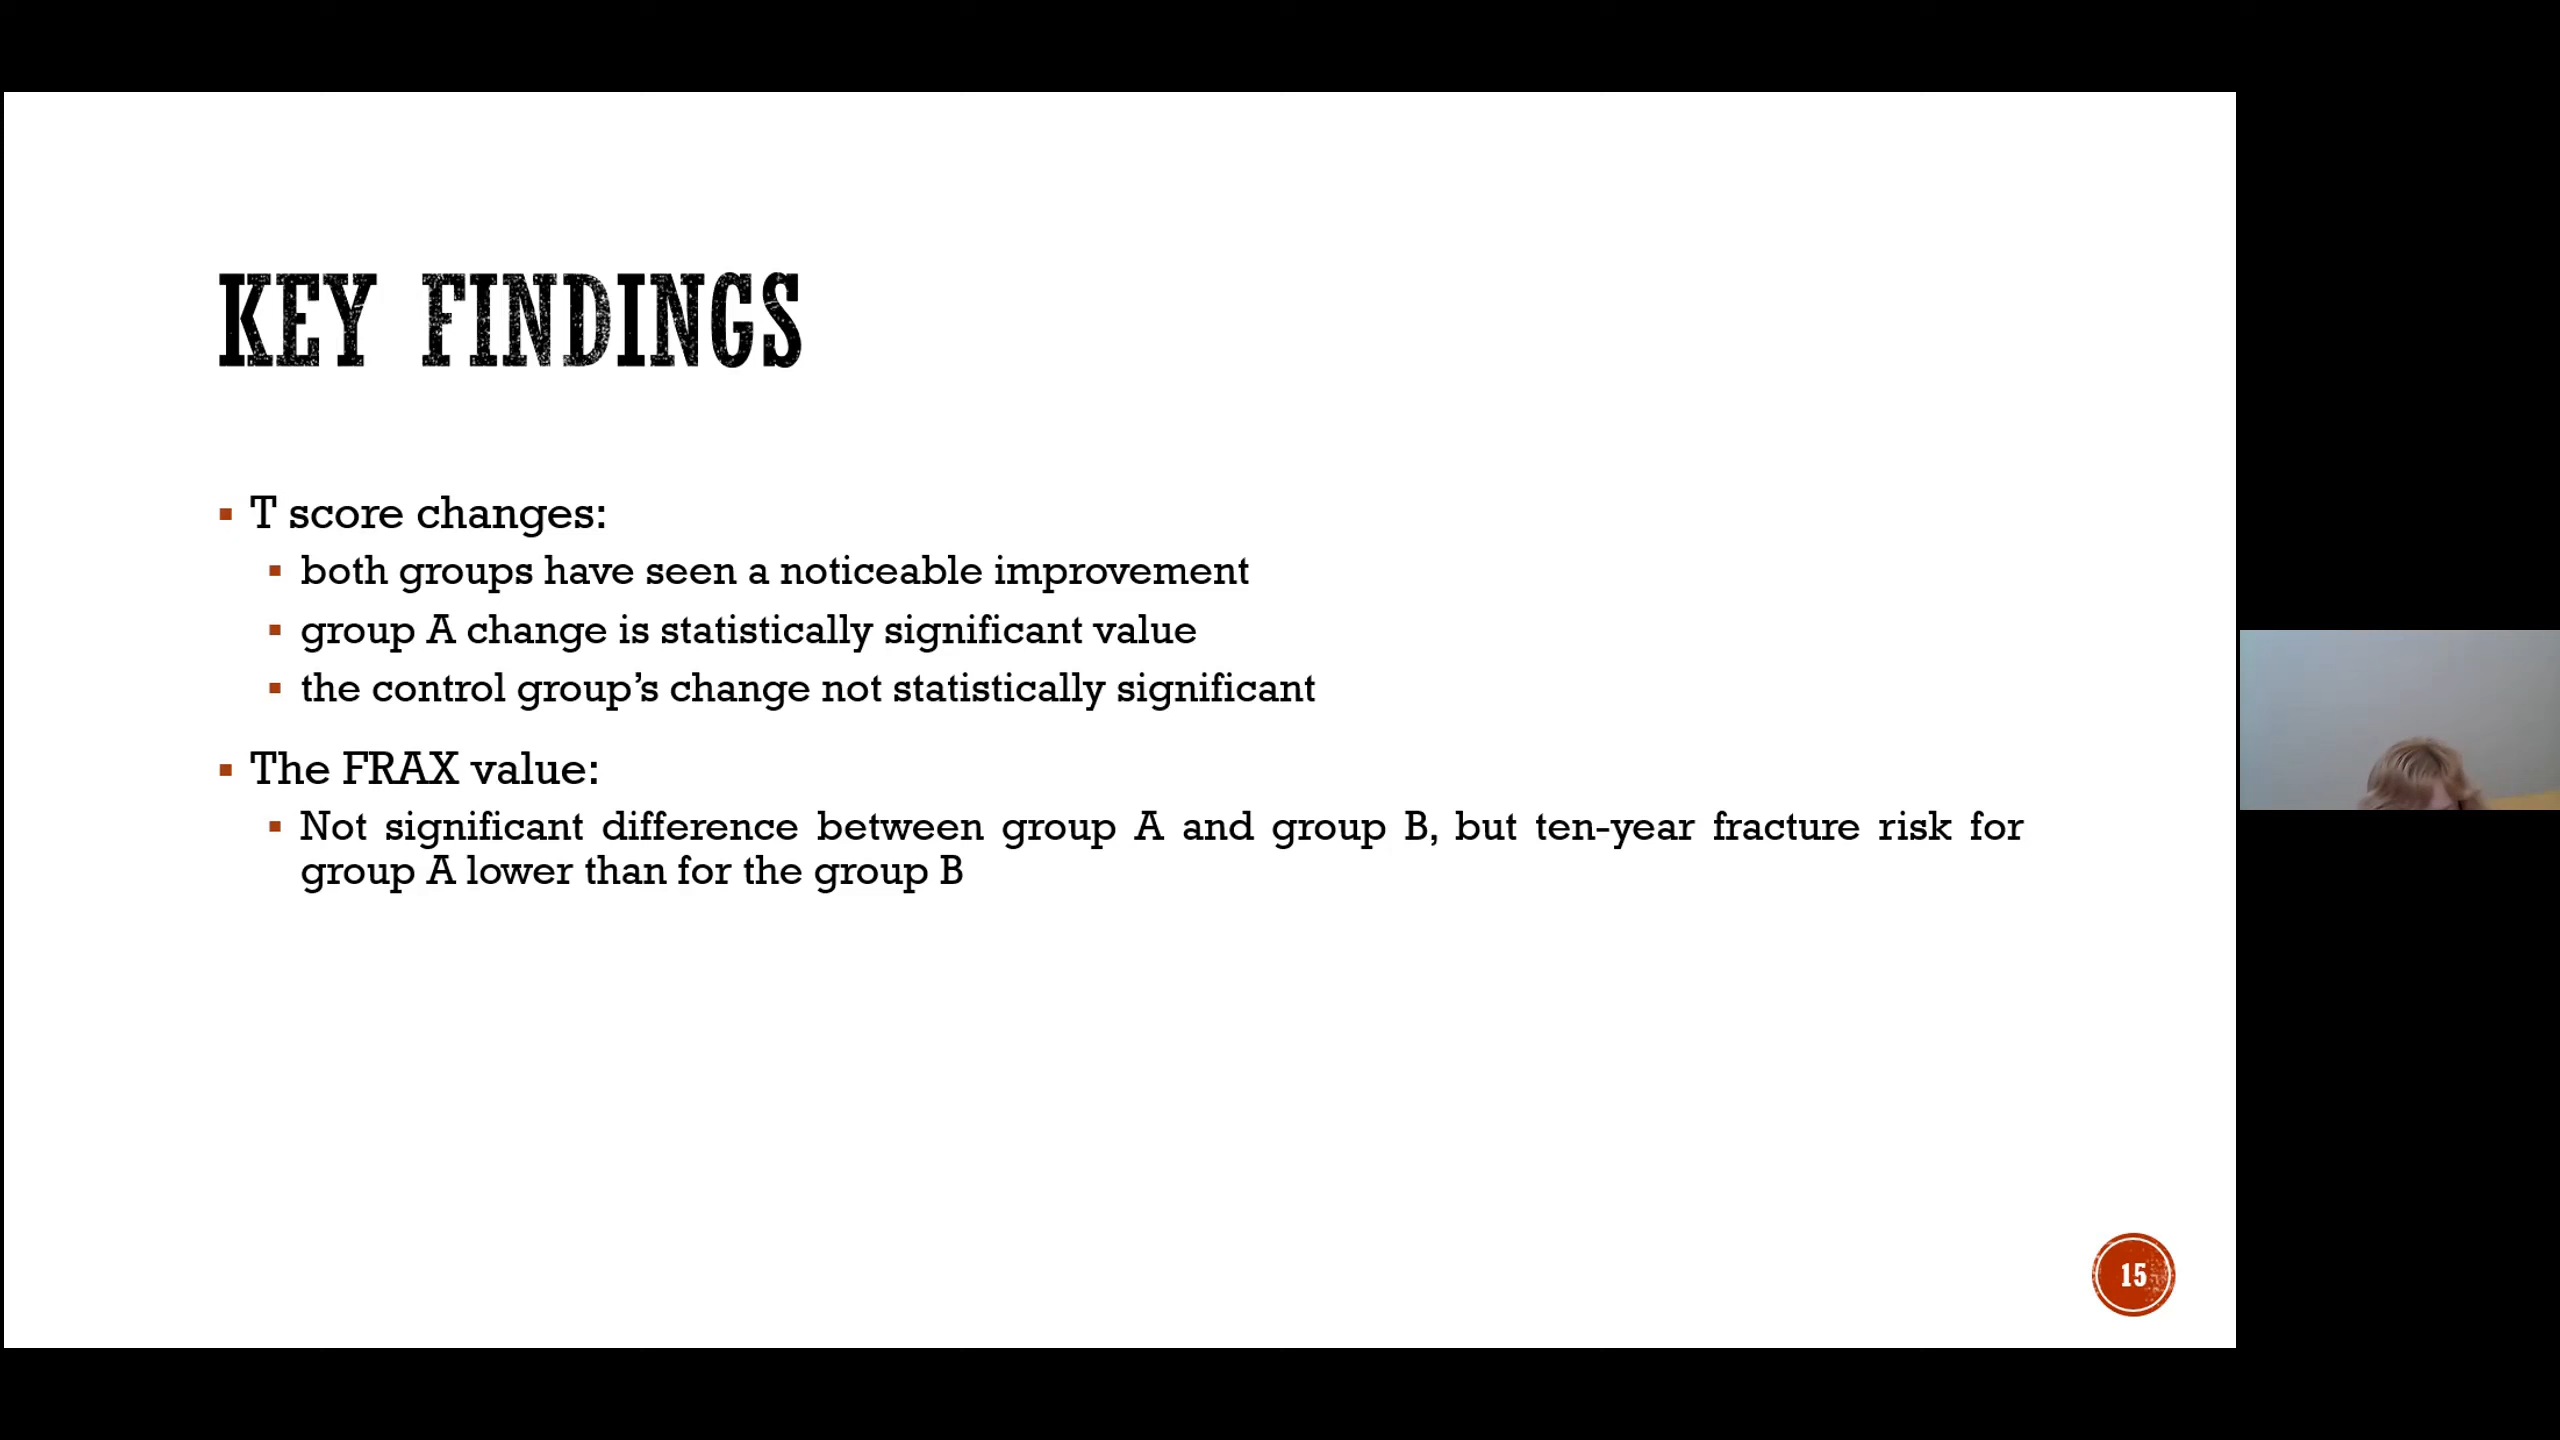 KEY FINDINGS
T score changes:
both groups have seen a noticeable improvement
group A change is statistically significant value
the control group’s change not statistically significant
The FRAX value:
Not significant difference between group A and group B, but ten-year fracture risk for
group A lower than for the group B
15